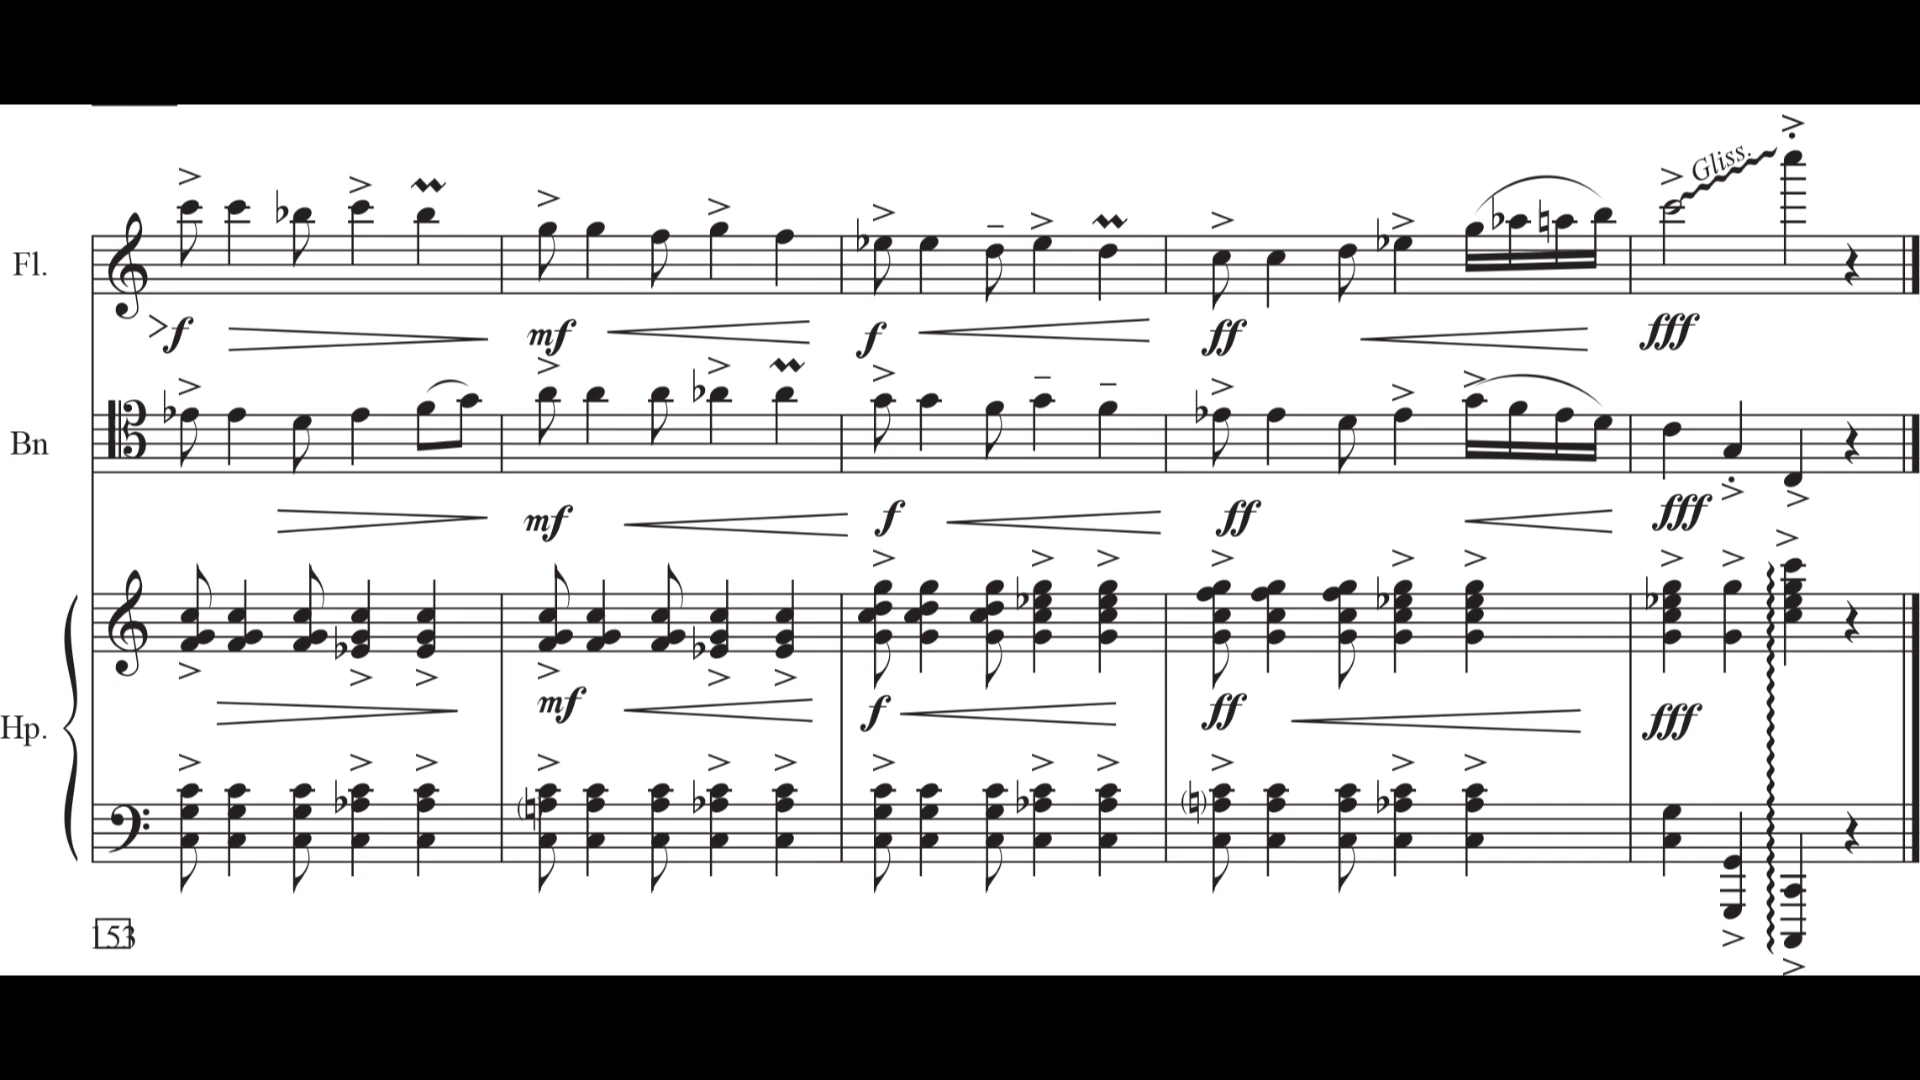 Gliss.
Fl.
>f mf f ff fff
Bn
mf f ff fff
Hp.
mf f ff fff
153